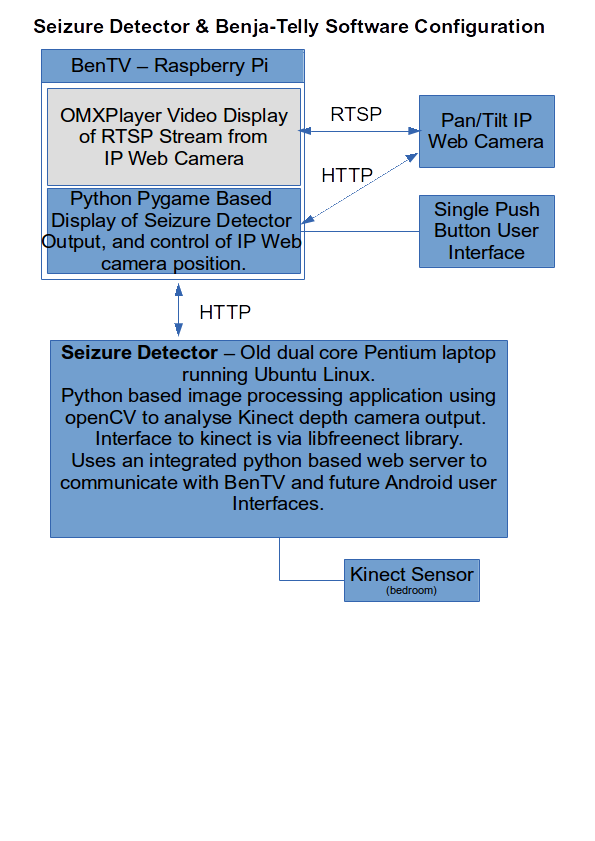 Seizure Detector & Benja-Telly Software Configuration
BenTV – Raspberry Pi
OMXPlayer Video Display
of RTSP Stream from
IP Web Camera
RTSP
Pan/Tilt IP
Web Camera
HTTP
Python Pygame Based
Display of Seizure Detector
Output, and control of IP Web
camera position.
Single Push
Button User
Interface
HTTP
Seizure Detector – Old dual core Pentium laptop
running Ubuntu Linux.
Python based image processing application using
openCV to analyse Kinect depth camera output.
Interface to kinect is via libfreenect library.
Uses an integrated python based web server to
communicate with BenTV and future Android user
Interfaces.
Kinect Sensor
(bedroom)